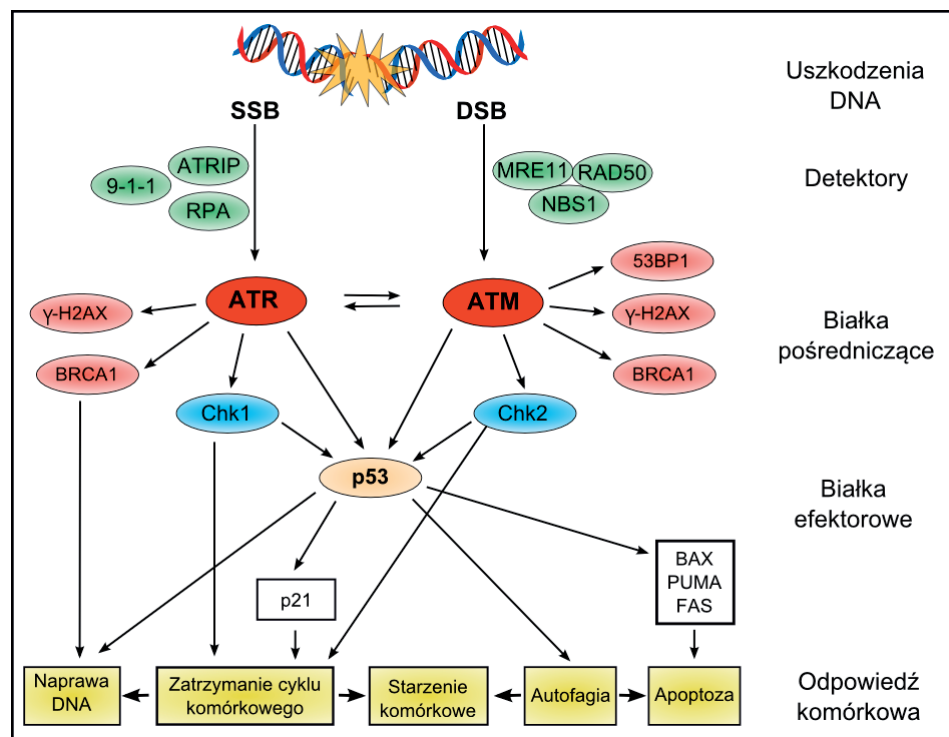 Uszkodzenia
DNA
SSB
DSB
Detektory
ATRIP
9-1-1
RPA
MRE11
RAD50
NBS1
53BP1
ATR
ATM
γ-H2AX
γ-H2AX
Białka
pośredniczące
BRCA1
BRCA1
Chk1
Chk2
p53
Białka
efektorowe
BAX
PUMA
FAS
p21
Naprawa
DNA
Zatrzymanie cyklu
komórkowego
Starzenie
komórkowe
Autofagia
Apoptoza
Odpowiedź
komórkowa